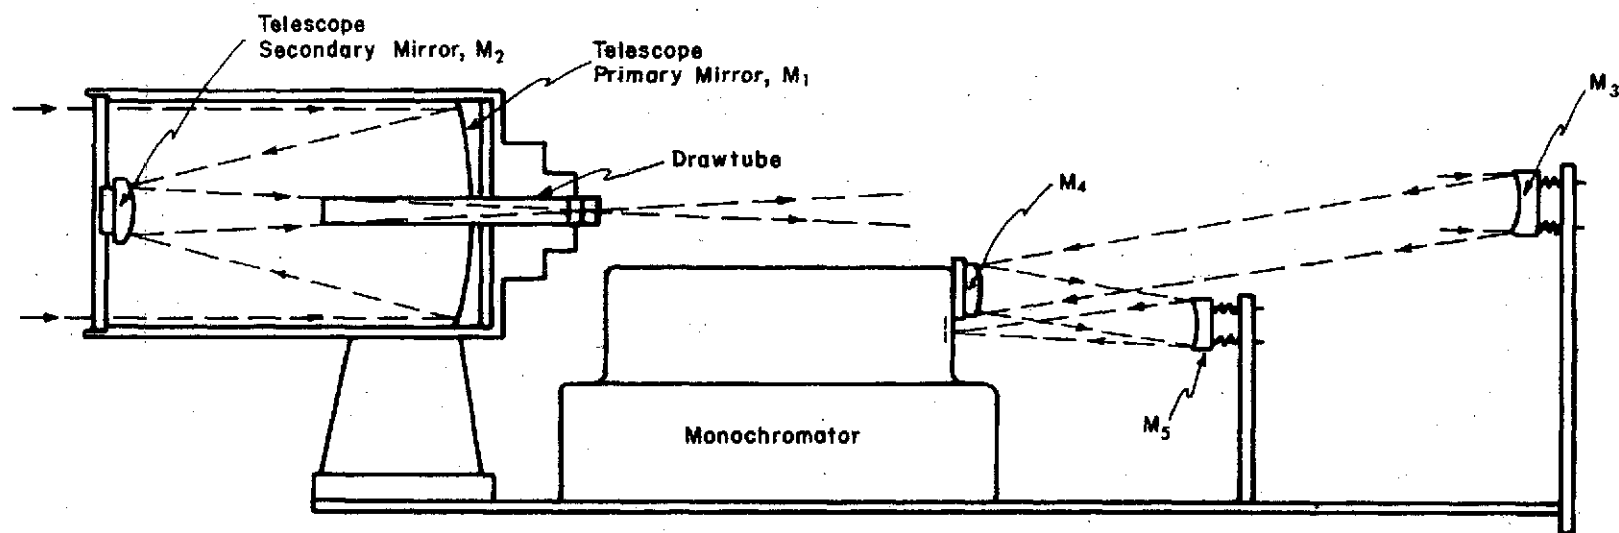 Telescope
Secondary Mirror, M₂
Telescope
Primary Mirror, M₁
M₃
Drawtube
M₄
M₅
Monochromator